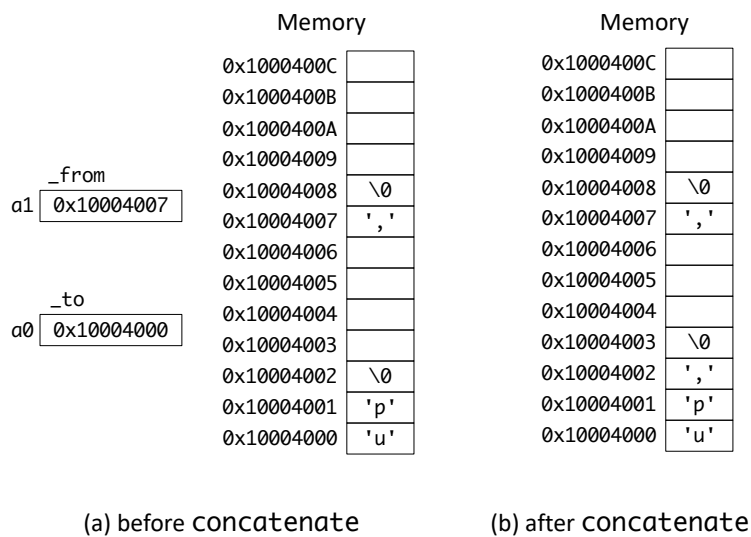 Memory
0x1000400C
0x1000400B
0x1000400A
0x10004009
0x10004008 \0
0x10004007 ','
0x10004006
0x10004005
0x10004004
0x10004003
0x10004002 \0
0x10004001 'p'
0x10004000 'u'
_from
a1 0x10004007
_to
a0 0x10004000
(a) before concatenate
Memory
0x1000400C
0x1000400B
0x1000400A
0x10004009
0x10004008 \0
0x10004007 ','
0x10004006
0x10004005
0x10004004
0x10004003 \0
0x10004002 ','
0x10004001 'p'
0x10004000 'u'
(b) after concatenate